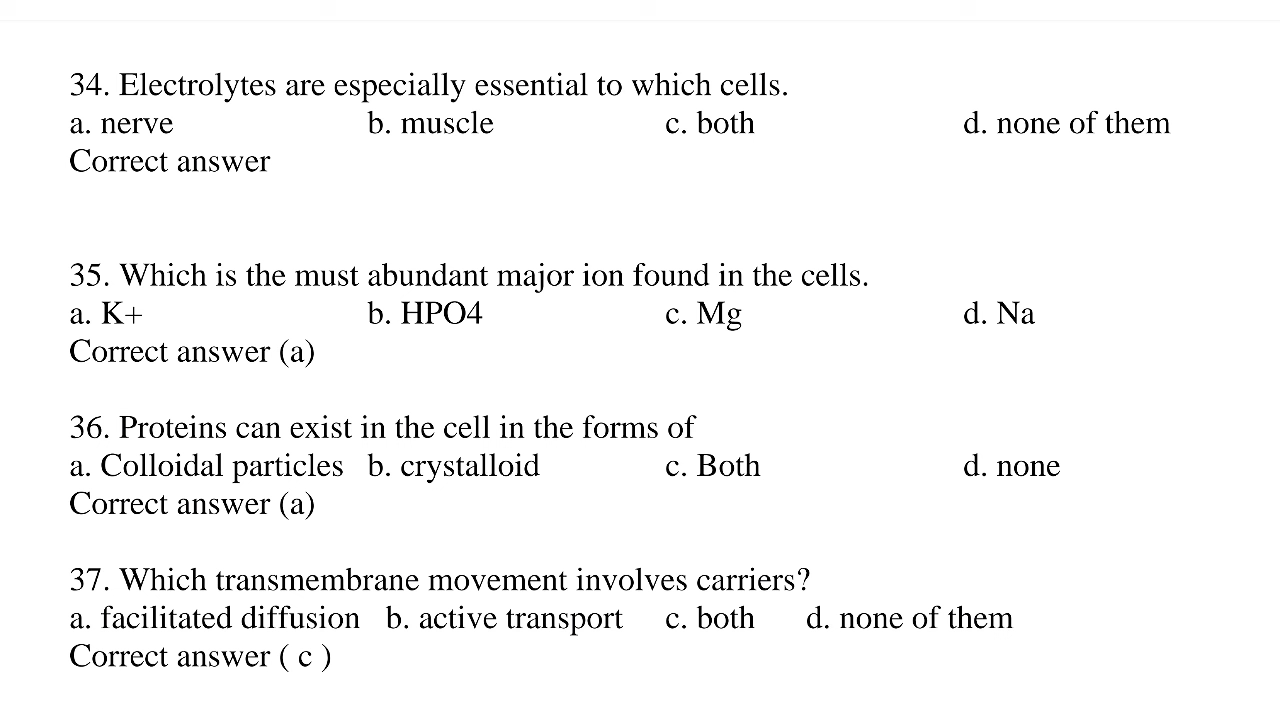 34. Electrolytes are especially essential to which cells.
a. nerve b. muscle c. both d. none of them
Correct answer
35. Which is the must abundant major ion found in the cells.
a. K+ b. HPO4 c. Mg d. Na
Correct answer (a)
36. Proteins can exist in the cell in the forms of
a. Colloidal particles b. crystalloid c. Both d. none
Correct answer (a)
37. Which transmembrane movement involves carriers?
a. facilitated diffusion b. active transport c. both d. none of them
Correct answer ( c )